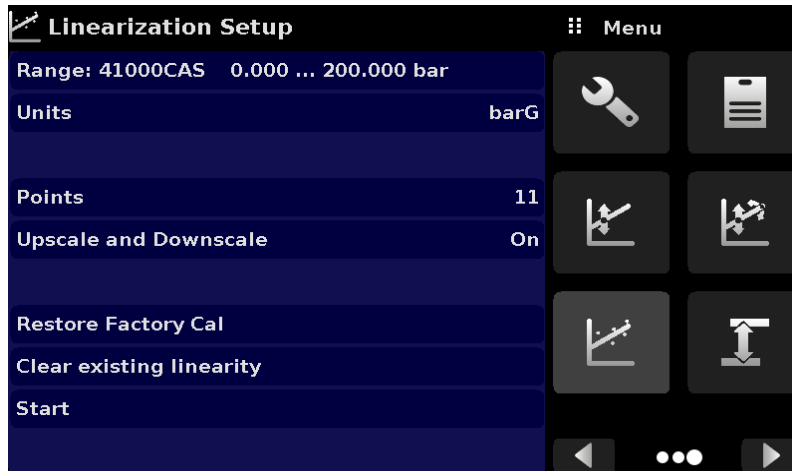 Linearization Setup
Menu
Range: 41000CAS 0.000 ... 200.000 bar
Units barG
Points 11
Upscale and Downscale On
Restore Factory Cal
Clear existing linearity
Start